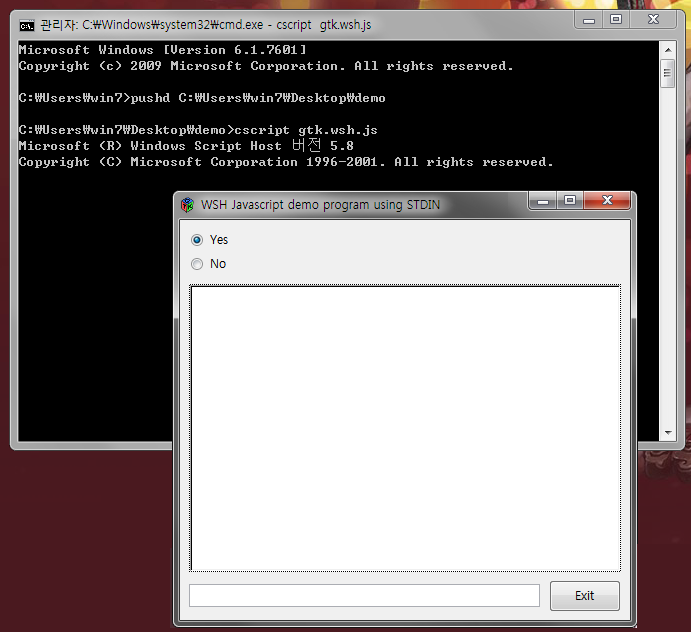 관리자: C:₩Windows₩system32₩cmd.exe - cscript gtk.wsh.js
Microsoft Windows [Version 6.1.7601]
Copyright (c) 2009 Microsoft Corporation. All rights reserved.
C:₩Users₩win7>pushd C:₩Users₩win7₩Desktop₩demo
C:₩Users₩win7₩Desktop₩demo>cscript gtk.wsh.js
Microsoft (R) Windows Script Host 버전 5.8
Copyright (C) Microsoft Corporation 1996-2001. All rights reserved.
WSH Javascript demo program using STDIN
Yes
No
Exit